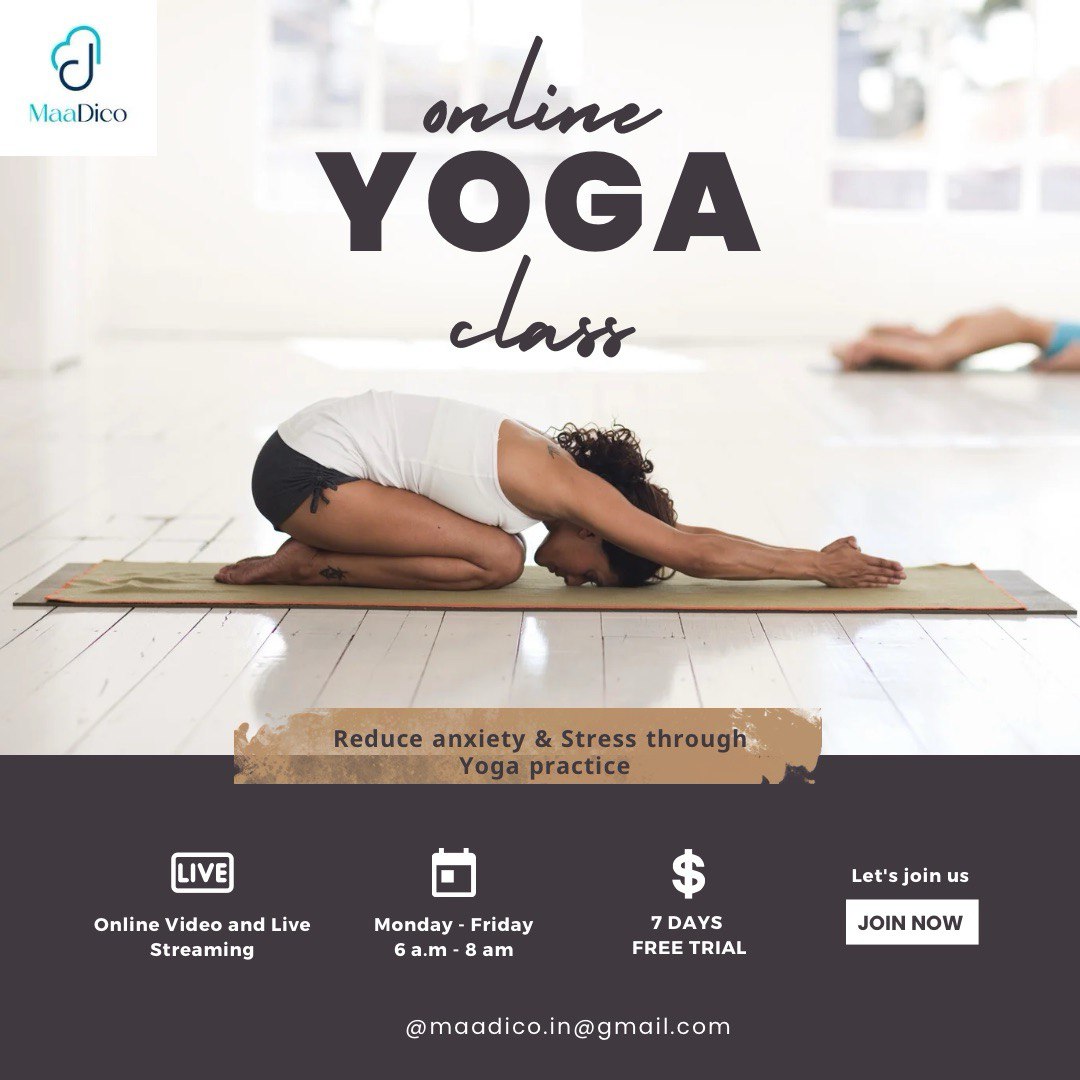 MaaDico
online
YOGA
class
Reduce anxiety & Stress through
Yoga practice
LIVE
Online Video and Live
Streaming
Monday - Friday
6 a.m - 8 am
$
7 DAYS
FREE TRIAL
Let's join us
JOIN NOW
@maadico.in@gmail.com